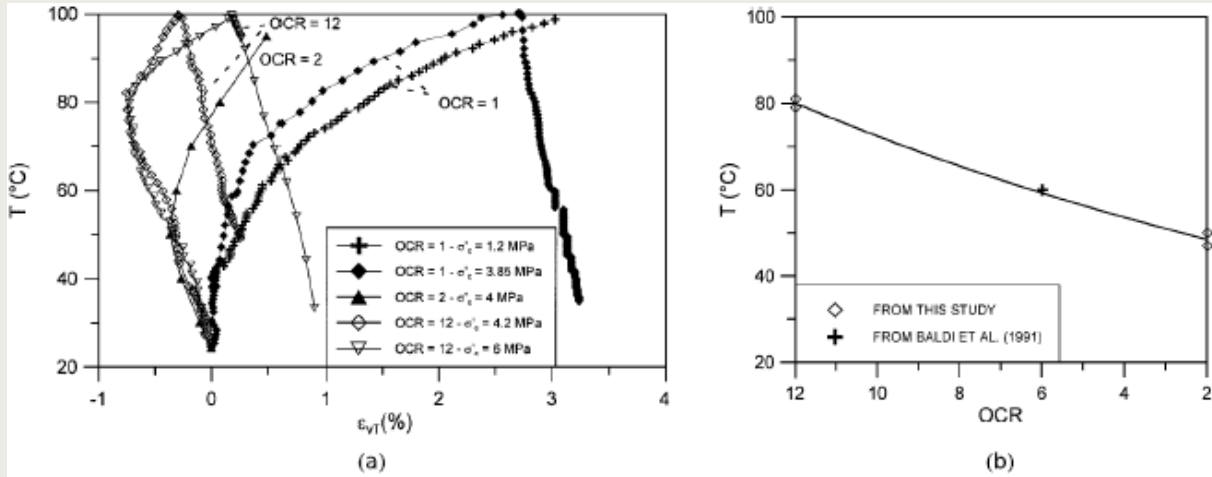 100
80
60
40
20
T (°C)
-1
0
1
2
3
4
εvT(%)
OCR = 12
OCR = 2
OCR = 1
OCR = 1 - σ'c = 1.2 MPa
OCR = 1 - σ'c = 3.85 MPa
OCR = 2 - σ'c = 4 MPa
OCR = 12 - σ'c = 4.2 MPa
OCR = 12 - σ'c = 6 MPa
(a)
100
80
60
40
20
T (°C)
12
10
8
6
4
2
OCR
FROM THIS STUDY
FROM BALDI ET AL. (1991)
(b)